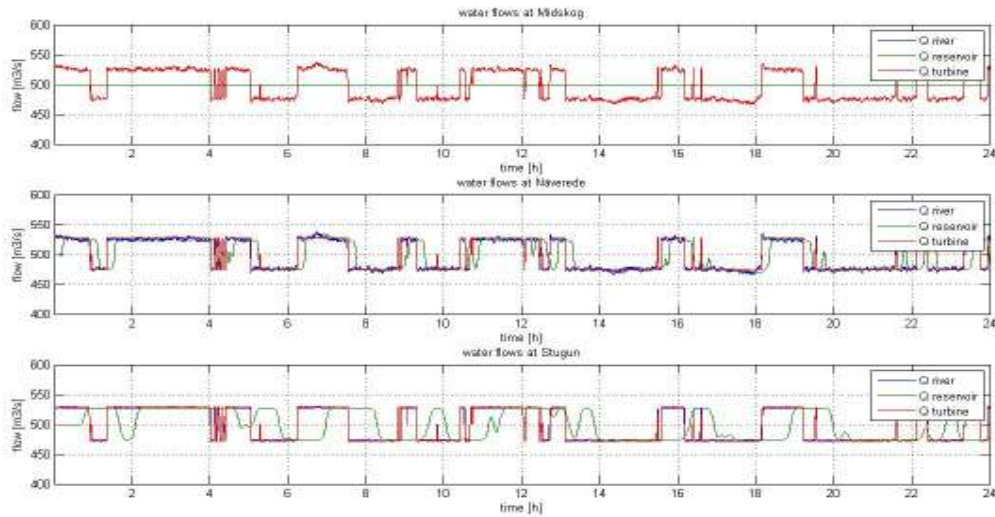 water flows at Midskog
600
550
500
450
400
flow [m3/s]
Q river
Q reservoir
Q turbine
2 4 6 8 10 12 14 16 18 20 22 24
time [h]
water flows at Näverede
600
550
500
450
400
flow [m3/s]
Q river
Q reservoir
Q turbine
2 4 6 8 10 12 14 16 18 20 22 24
time [h]
water flows at Stugun
600
550
500
450
400
flow [m3/s]
Q river
Q reservoir
Q turbine
2 4 6 8 10 12 14 16 18 20 22 24
time [h]